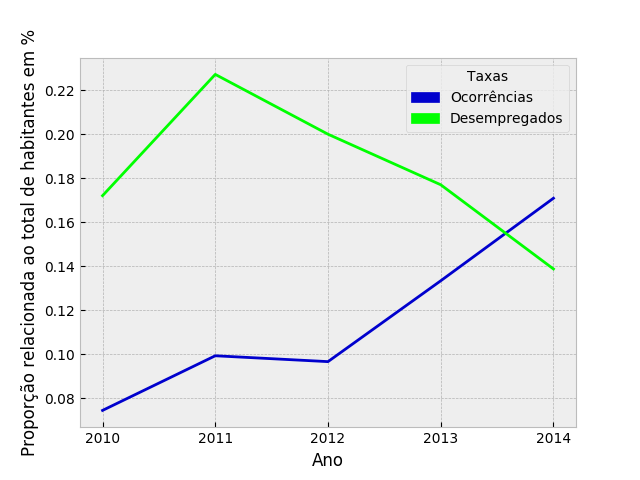 Proporção relacionada ao total de habitantes em %
0.22
0.20
0.18
0.16
0.14
0.12
0.10
0.08
Taxas
Ocorrências
Desempregados
2010 2011 2012 2013 2014
Ano